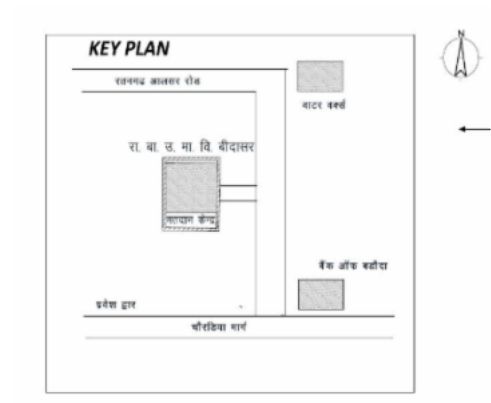 N
KEY PLAN
रतनगढ आलसर रोड
वाटर वर्क्स
रा. बा. उ. मा. वि. बीदासर
मतदान केन्द्र
बैंक ऑफ बडौदा
प्रवेश द्वार
चौरडिया मार्ग